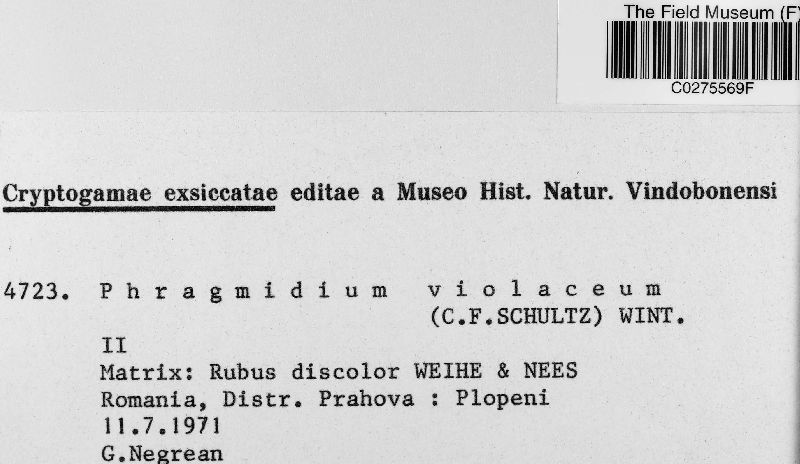 The Field Museum (F)
C0275569F
Cryptogamae exsiccatae editae a Museo Hist. Natur. Vindobonensi
4723. Phragmidium violaceum
(C.F.SCHULTZ) WINT.
II
Matrix: Rubus discolor WEIHE & NEES
Romania, Distr. Prahova : Plopeni
11.7.1971
G.Negrean